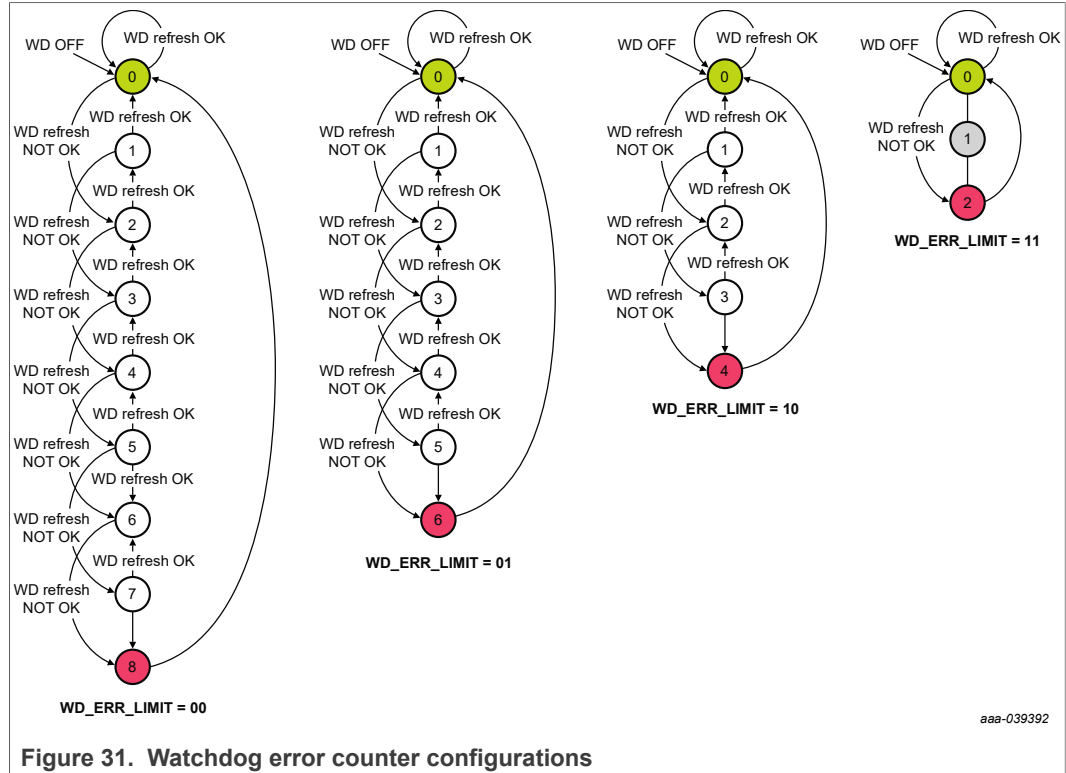 WD refresh OK
WD OFF
0
WD refresh OK
WD refresh
NOT OK
1
WD refresh OK
WD refresh
NOT OK
2
WD refresh OK
WD refresh
NOT OK
3
WD refresh OK
WD refresh
NOT OK
4
WD refresh OK
WD refresh
NOT OK
5
WD refresh OK
WD refresh
NOT OK
6
WD refresh OK
WD refresh
NOT OK
7
8
WD_ERR_LIMIT = 00
WD refresh OK
WD OFF
0
WD refresh OK
WD refresh
NOT OK
1
WD refresh OK
WD refresh
NOT OK
2
WD refresh OK
WD refresh
NOT OK
3
WD refresh OK
WD refresh
NOT OK
4
WD refresh OK
WD refresh
NOT OK
5
6
WD_ERR_LIMIT = 01
WD refresh OK
WD OFF
0
WD refresh OK
WD refresh
NOT OK
1
WD refresh OK
WD refresh
NOT OK
2
WD refresh OK
WD refresh
NOT OK
3
4
WD_ERR_LIMIT = 10
WD refresh OK
WD OFF
0
WD refresh
NOT OK
1
2
WD_ERR_LIMIT = 11
aaa-039392
Figure 31. Watchdog error counter configurations